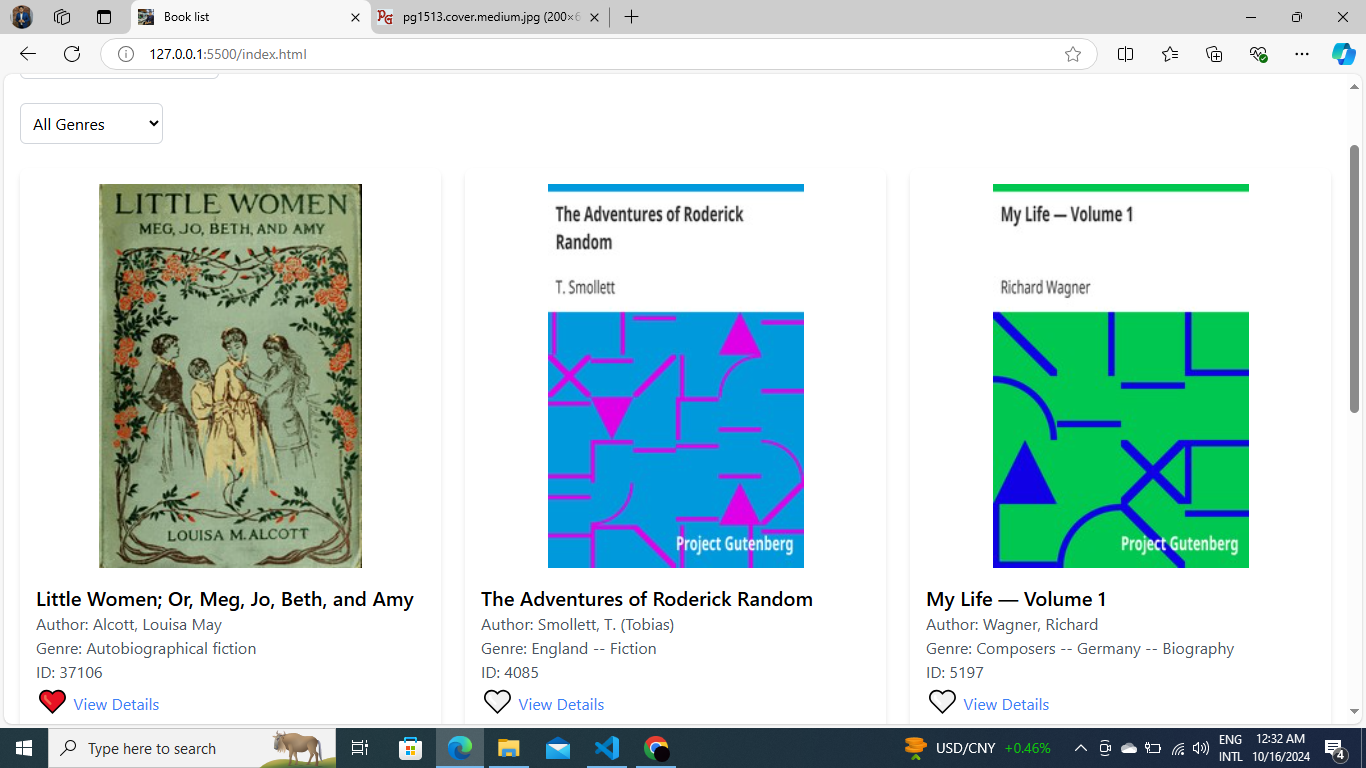 Book list
pg1513.cover.medium.jpg (200×6
127.0.0.1:5500/index.html
All Genres
LITTLE WOMEN
MEG, JO, BETH, AND AMY
LOUISA M. ALCOTT
The Adventures of Roderick
Random
T. Smollett
Project Gutenberg
My Life — Volume 1
Richard Wagner
Project Gutenberg
Little Women; Or, Meg, Jo, Beth, and Amy
Author: Alcott, Louisa May
Genre: Autobiographical fiction
ID: 37106
View Details
The Adventures of Roderick Random
Author: Smollett, T. (Tobias)
Genre: England -- Fiction
ID: 4085
View Details
My Life — Volume 1
Author: Wagner, Richard
Genre: Composers -- Germany -- Biography
ID: 5197
View Details
Type here to search
USD/CNY +0.46%
ENG
INTL
12:32 AM
10/16/2024
4